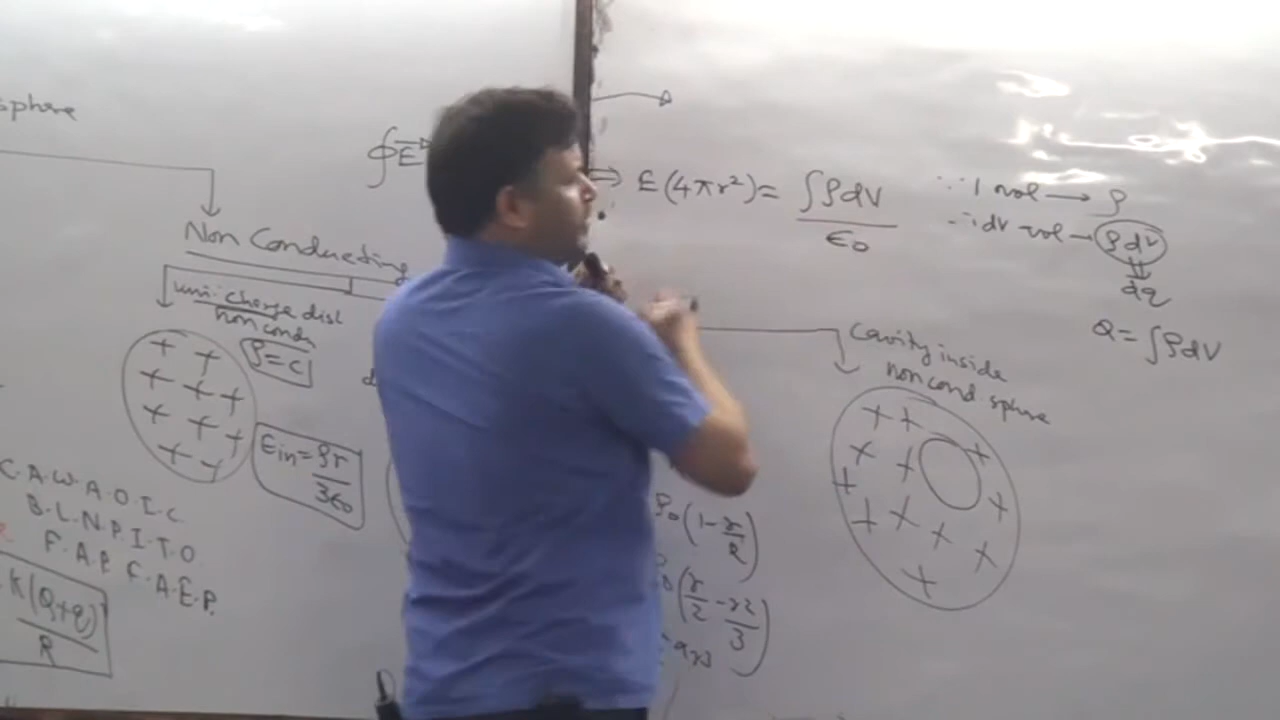 sphere
Non Conducting
uni. charge dist
non condr
ρ=c
Ein = ρr/3ε0
C.A.W.A.O.I.C.
B.L.N.P.I.T.O
F.A.P. F.A.E.P.
K(Q+q)/R
∮E
⇒ E(4πr²) = ∫ρdV/ε0
∵ 1 vol → ρ
∴ dV vol → ρdV
dq
Q = ∫ρdV
Cavity inside
non cond sphere
ρ0(1-r/R)
(r/2 - r2/3)